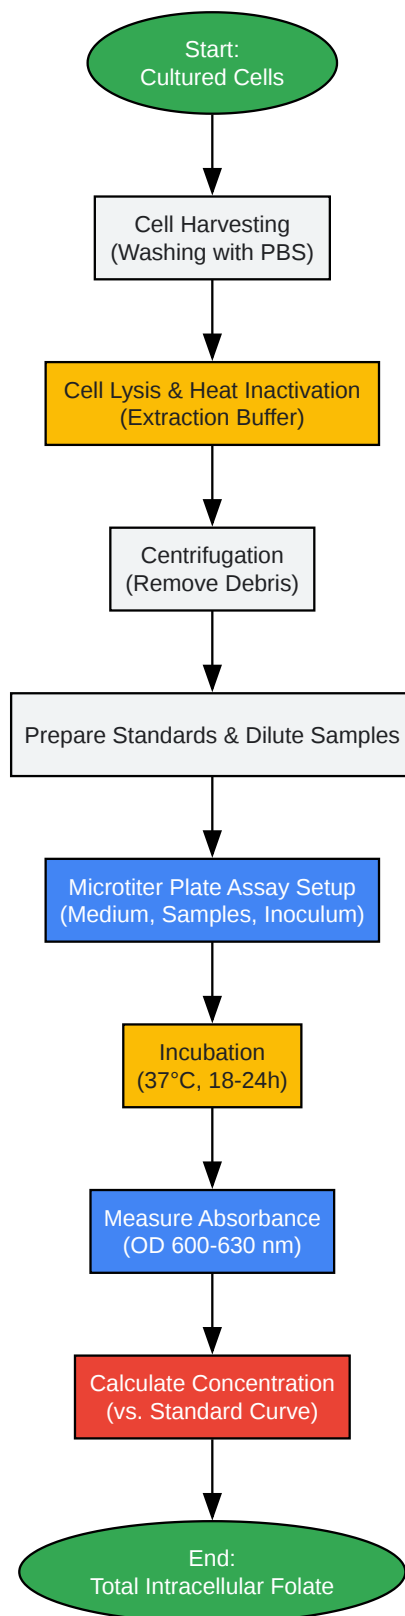 Start:
Cultured Cells
Cell Harvesting
(Washing with PBS)
Cell Lysis & Heat Inactivation
(Extraction Buffer)
Centrifugation
(Remove Debris)
Prepare Standards & Dilute Samples
Microtiter Plate Assay Setup
(Medium, Samples, Inoculum)
Incubation
(37°C, 18-24h)
Measure Absorbance
(OD 600-630 nm)
Calculate Concentration
(vs. Standard Curve)
End:
Total Intracellular Folate